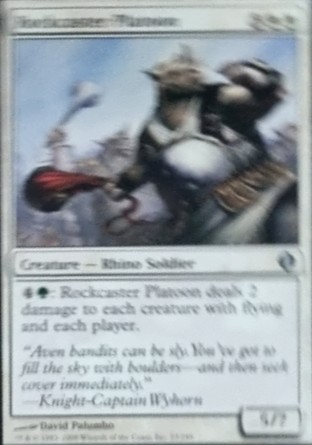 Rockcaster Platoon
Creature — Rhino Soldier
4 : Rockcaster Platoon deals 2
damage to each creature with flying
and each player.
"Aven bandits can be sly. You've got to
fill the sky with boulders—and then seek
cover immediately."
—Knight-Captain Wyhorn
David Palumbo
5/7